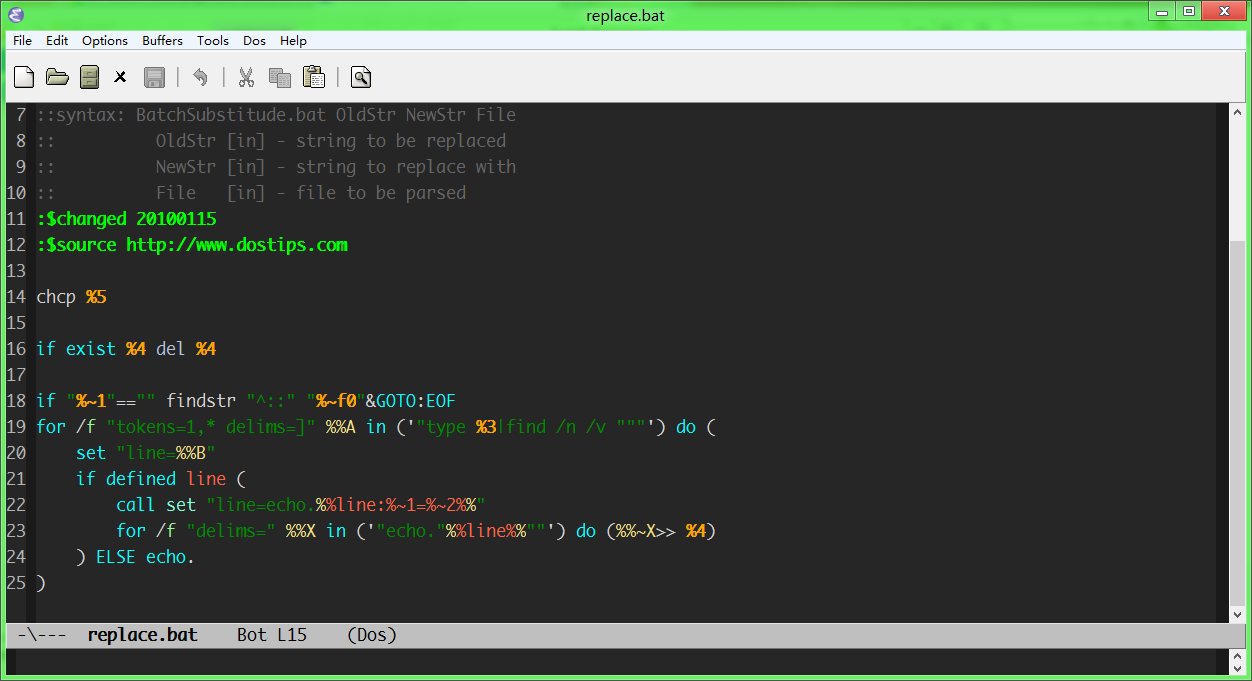 replace.bat
File Edit Options Buffers Tools Dos Help
7 ::syntax: BatchSubstitude.bat OldStr NewStr File
8 ::          OldStr [in] - string to be replaced
9 ::          NewStr [in] - string to replace with
10 ::          File   [in] - file to be parsed
11 :$changed 20100115
12 :$source http://www.dostips.com
13
14 chcp %5
15
16 if exist %4 del %4
17
18 if "%~1"=="" findstr "^::" "%~f0"&GOTO:EOF
19 for /f "tokens=1,* delims=]" %%A in ('"type %3|find /n /v """') do (
20     set "line=%%B"
21     if defined line (
22         call set "line=echo.%%line:%~1=%~2%%"
23         for /f "delims=" %%X in ('"echo."%%line%%""') do (%%~X>> %4)
24     ) ELSE echo.
25 )
-\---  replace.bat    Bot L15    (Dos)